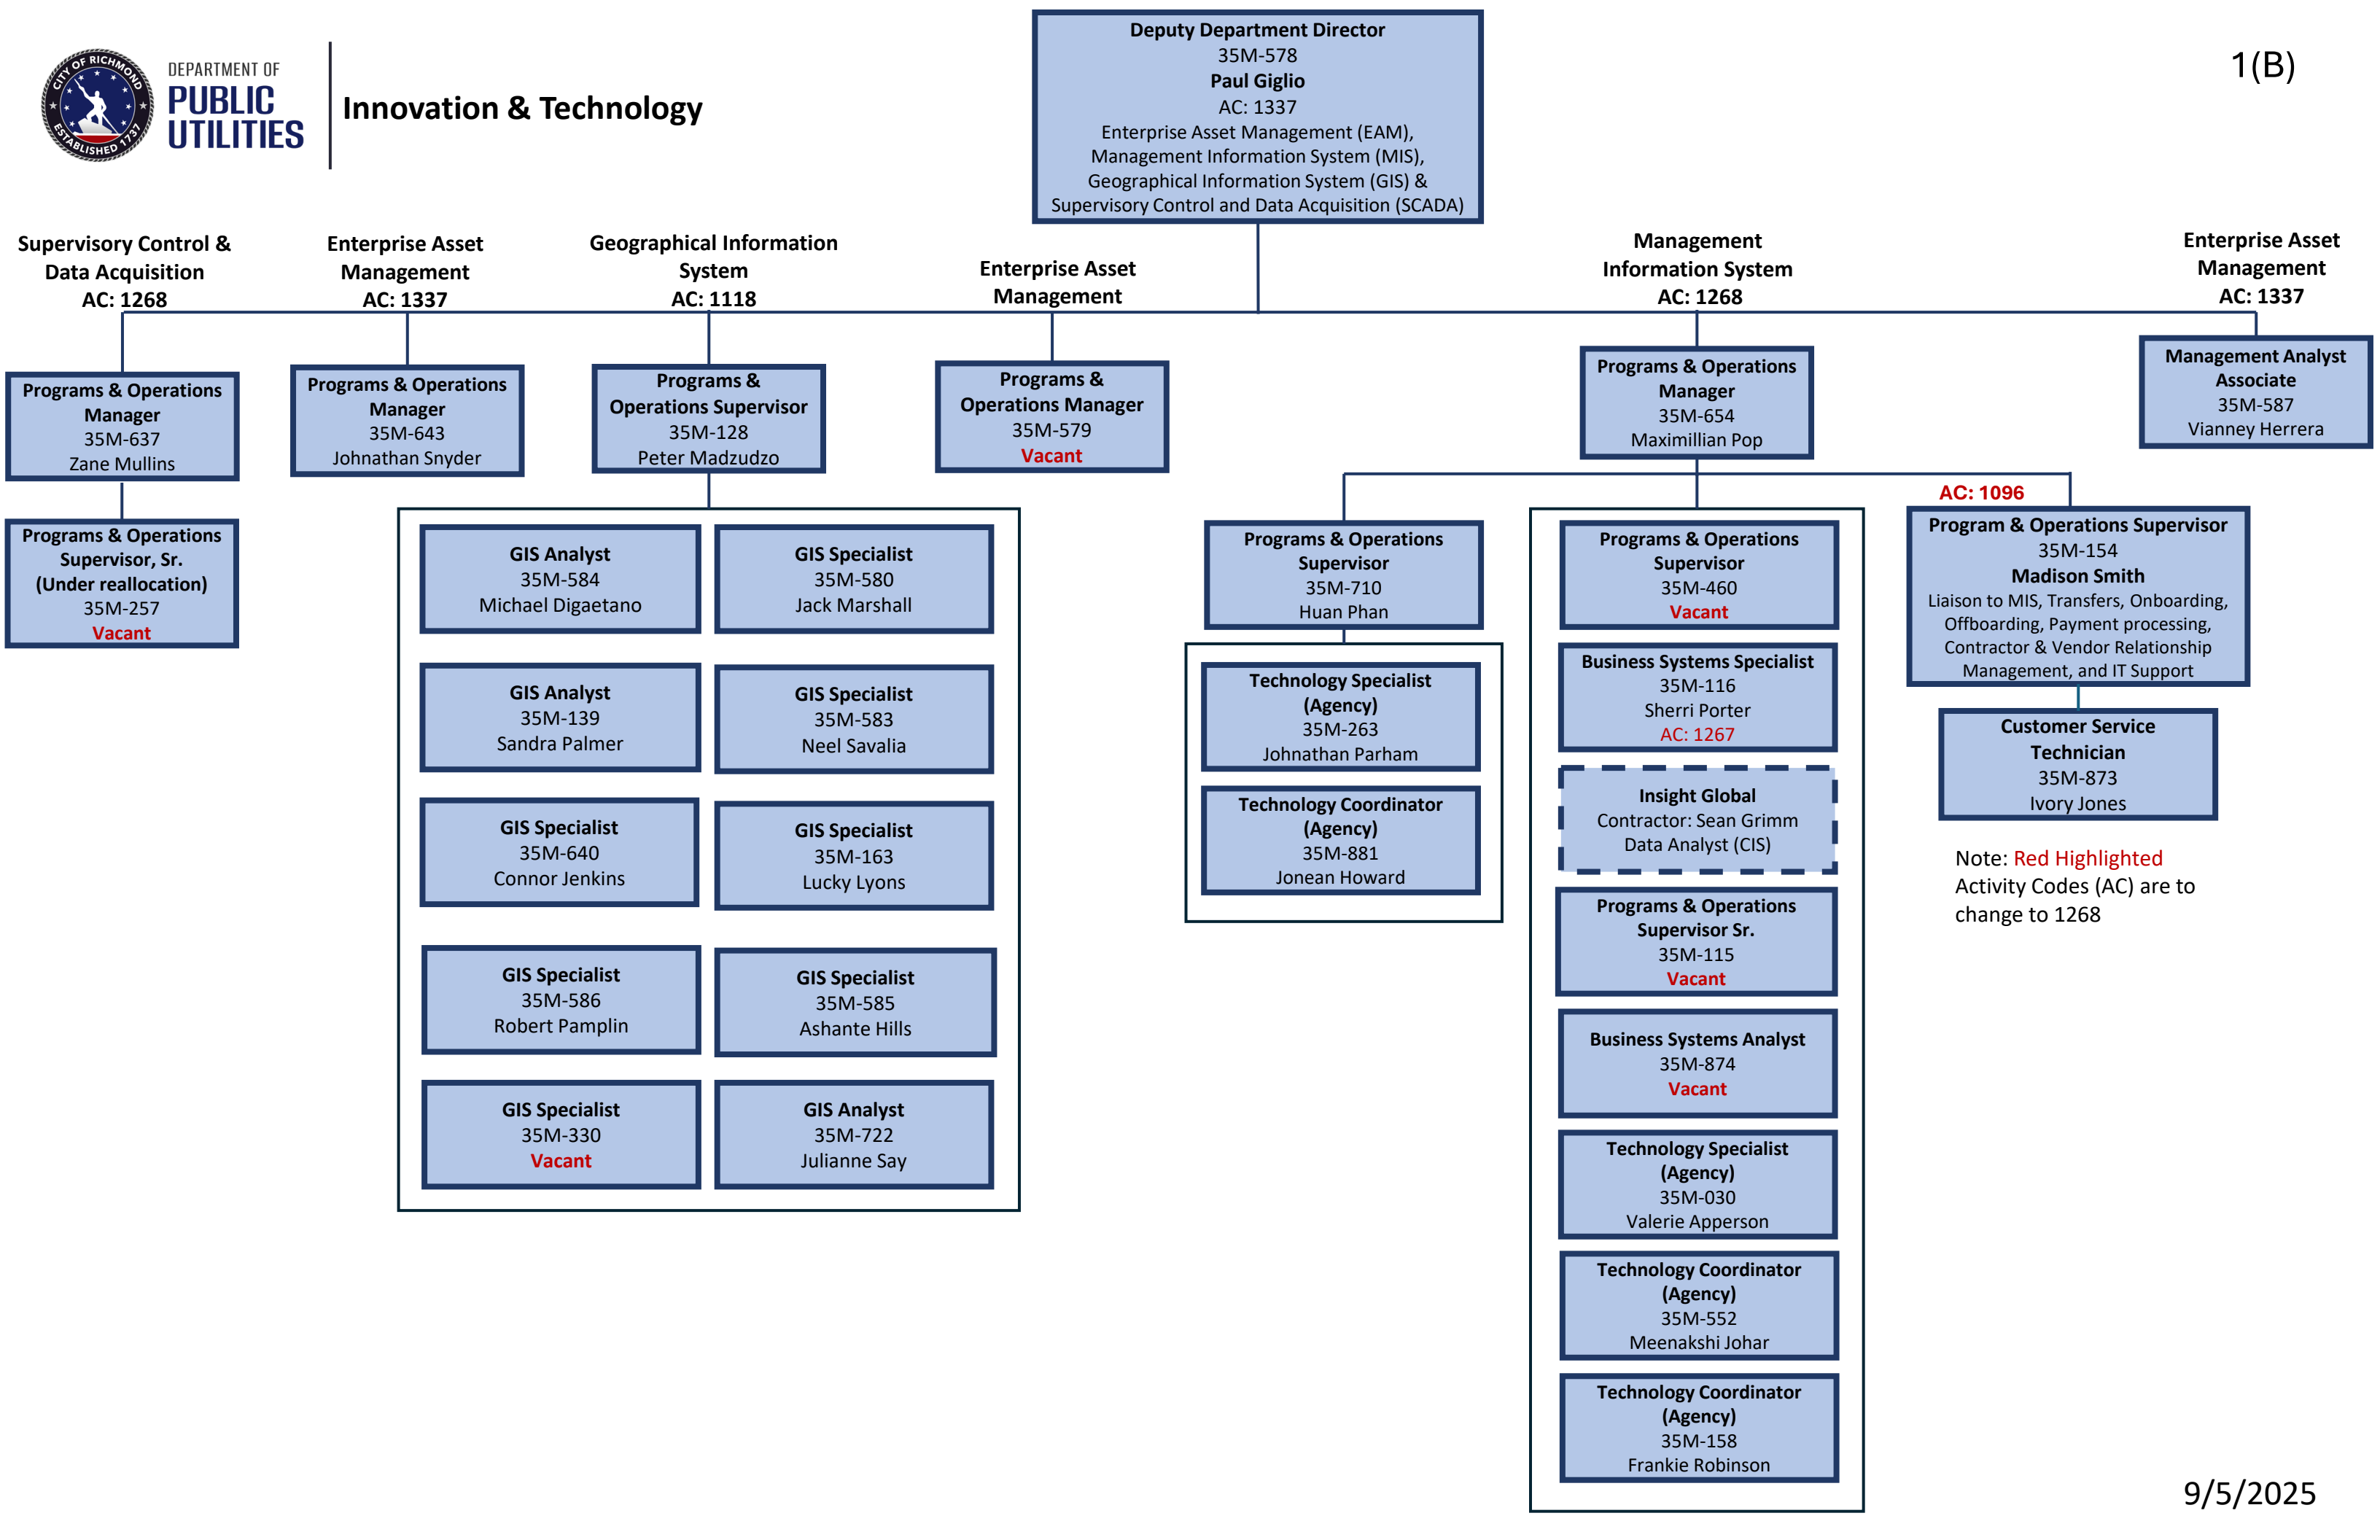 CITY OF RICHMOND
ESTABLISHED 1737
DEPARTMENT OF
PUBLIC
UTILITIES
Innovation & Technology
1(B)
Deputy Department Director
35M-578
Paul Giglio
AC: 1337
Enterprise Asset Management (EAM),
Management Information System (MIS),
Geographical Information System (GIS) &
Supervisory Control and Data Acquisition (SCADA)
Supervisory Control &
Data Acquisition
AC: 1268
Programs & Operations
Manager
35M-637
Zane Mullins
Programs & Operations
Supervisor, Sr.
(Under reallocation)
35M-257
Vacant
Enterprise Asset
Management
AC: 1337
Programs & Operations
Manager
35M-643
Johnathan Snyder
Geographical Information
System
AC: 1118
Programs &
Operations Supervisor
35M-128
Peter Madzudzo
GIS Analyst
35M-584
Michael Digaetano
GIS Specialist
35M-580
Jack Marshall
GIS Analyst
35M-139
Sandra Palmer
GIS Specialist
35M-583
Neel Savalia
GIS Specialist
35M-640
Connor Jenkins
GIS Specialist
35M-163
Lucky Lyons
GIS Specialist
35M-586
Robert Pamplin
GIS Specialist
35M-585
Ashante Hills
GIS Specialist
35M-330
Vacant
GIS Analyst
35M-722
Julianne Say
Enterprise Asset
Management
Programs &
Operations Manager
35M-579
Vacant
Management
Information System
AC: 1268
Programs & Operations
Manager
35M-654
Maximillian Pop
Programs & Operations
Supervisor
35M-710
Huan Phan
Technology Specialist
(Agency)
35M-263
Johnathan Parham
Technology Coordinator
(Agency)
35M-881
Jonean Howard
Programs & Operations
Supervisor
35M-460
Vacant
Business Systems Specialist
35M-116
Sherri Porter
AC: 1267
Insight Global
Contractor: Sean Grimm
Data Analyst (CIS)
Programs & Operations
Supervisor Sr.
35M-115
Vacant
Business Systems Analyst
35M-874
Vacant
Technology Specialist
(Agency)
35M-030
Valerie Apperson
Technology Coordinator
(Agency)
35M-552
Meenakshi Johar
Technology Coordinator
(Agency)
35M-158
Frankie Robinson
AC: 1096
Program & Operations Supervisor
35M-154
Madison Smith
Liaison to MIS, Transfers, Onboarding,
Offboarding, Payment processing,
Contractor & Vendor Relationship
Management, and IT Support
Customer Service
Technician
35M-873
Ivory Jones
Note: Red Highlighted
Activity Codes (AC) are to
change to 1268
Enterprise Asset
Management
AC: 1337
Management Analyst
Associate
35M-587
Vianney Herrera
9/5/2025